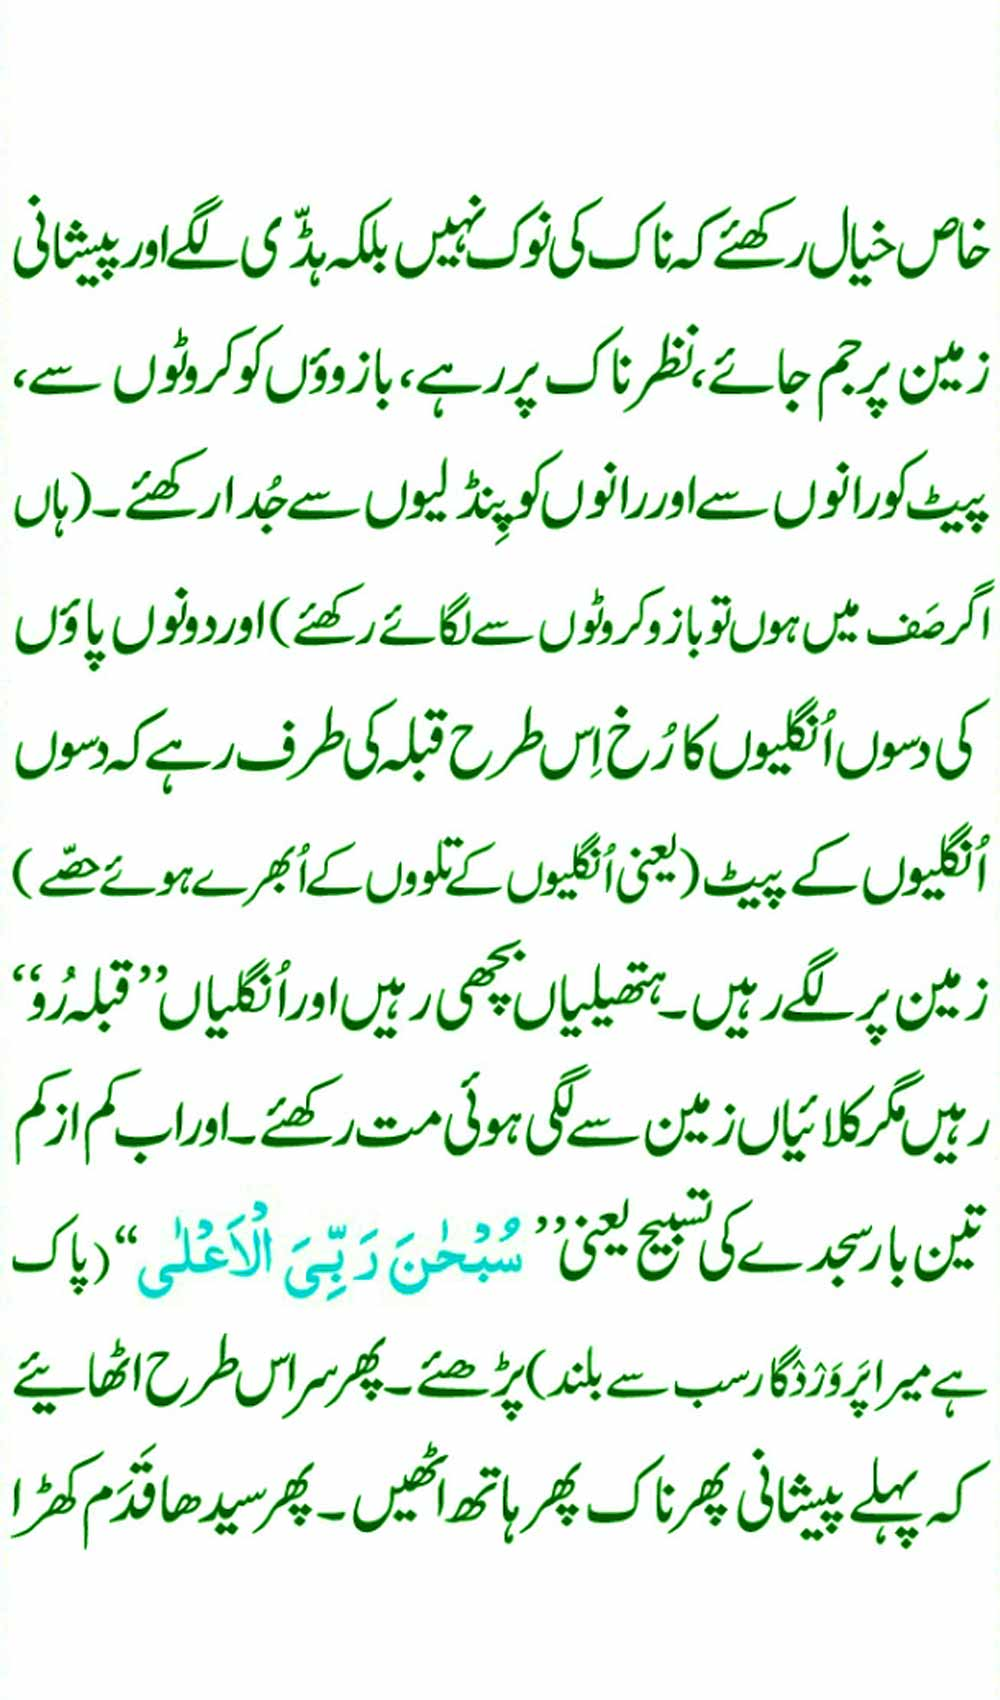 خاص خیال رکھئے کہ ناک کی نوک نہیں بلکہ ہڈّی لگے اور پیشانی
زمین پر جم جائے، نظر ناک پر رہے، بازوؤں کو کروٹوں سے،
پیٹ کو رانوں سے اور رانوں کو پِنڈلیوں سے جُدا رکھئے۔ (ہاں
اگر صَف میں ہوں تو بازو کروٹوں سے لگائے رکھئے) اور دونوں پاؤں
کی دسوں اُنگلیوں کا رُخ اِس طرح قبلہ کی طرف رہے کہ دسوں
اُنگلیوں کے پیٹ (یعنی اُنگلیوں کے تلووں کے اُبھرے ہوئے حصّے)
زمین پر لگے رہیں۔ ہتھیلیاں بچھی رہیں اور اُنگلیاں ”قبلہ رُو“
رہیں مگر کلائیاں زمین سے لگی ہوئی مت رکھئے۔ اور اب کم از کم
تین بار سجدے کی تسبیح یعنی ”سُبْحٰنَ رَبِّیَ الْاَعْلٰی“ (پاک
ہے میرا پَرْوَرْدْگار سب سے بلند) پڑھئے۔ پھر سر اس طرح اٹھائیے
کہ پہلے پیشانی پھر ناک پھر ہاتھ اٹھیں۔ پھر سیدھا قَدَم کھڑا